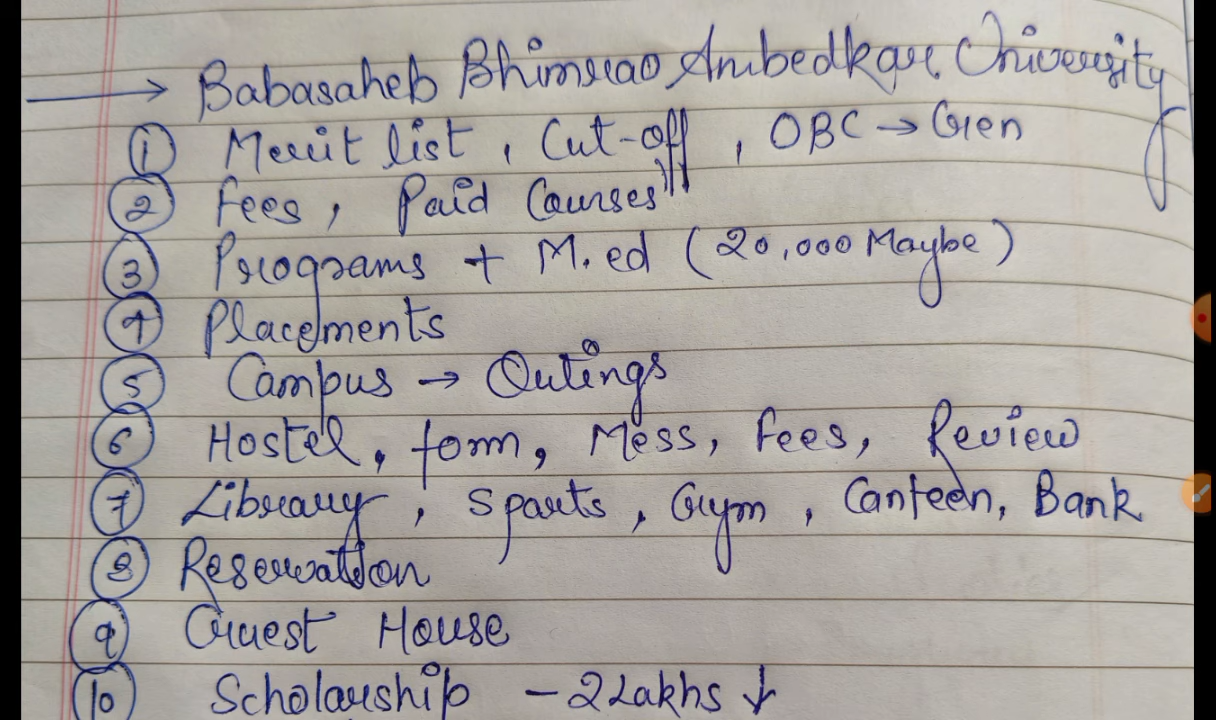 → Babasaheb Bhimrao Ambedkar University
① Merit list, Cut-off, OBC → Gen
② Fees, Paid Courses
③ Programs + M.ed (20,000 Maybe)
④ Placements
⑤ Campus → Outings
⑥ Hostel, form, Mess, Fees, Review
⑦ Library, Sports, Gym, Canteen, Bank
⑧ Reservation
⑨ Guest House
⑩ Scholarship - 2 Lakhs ↓